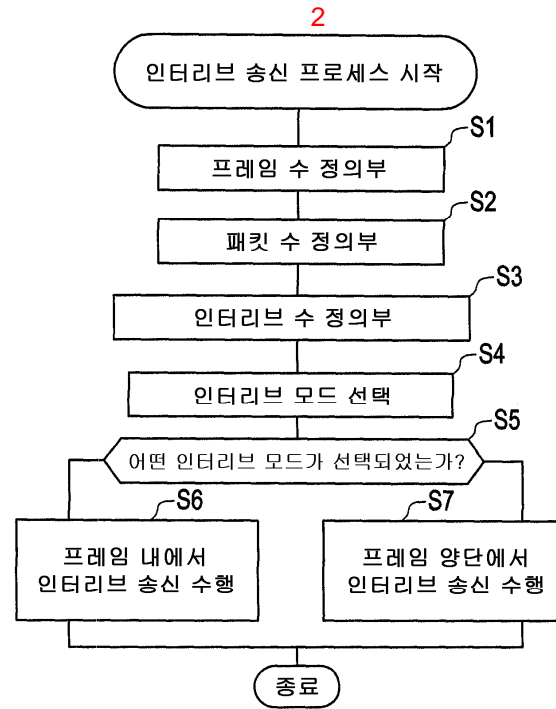 2
인터리브 송신 프로세스 시작
S1
프레임 수 정의부
S2
패킷 수 정의부
S3
인터리브 수 정의부
S4
인터리브 모드 선택
S5
어떤 인터리브 모드가 선택되었는가?
S6
프레임 내에서
인터리브 송신 수행
S7
프레임 양단에서
인터리브 송신 수행
종료